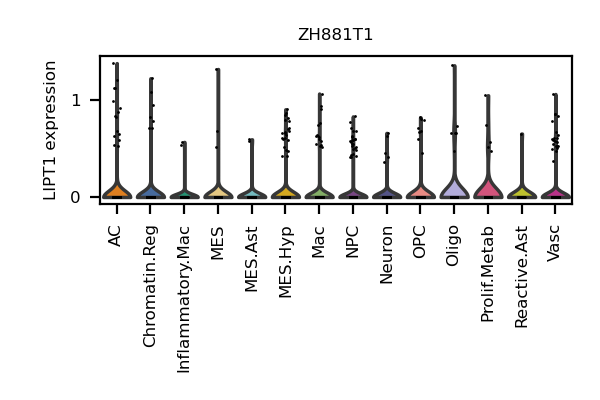 ZH881T1
LIPT1 expression
1
0
AC
Chromatin.Reg
Inflammatory.Mac
MES
MES.Ast
MES.Hyp
Mac
NPC
Neuron
OPC
Oligo
Prolif.Metab
Reactive.Ast
Vasc